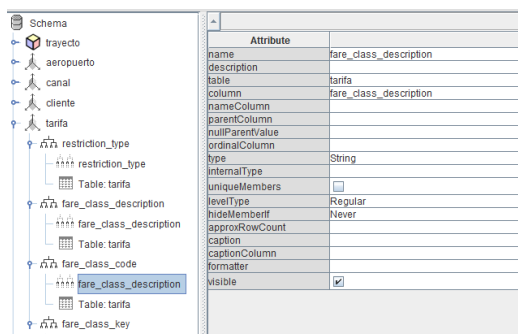 Schema
trayecto
aeropuerto
canal
cliente
tarifa
restriction_type
restriction_type
Table: tarifa
fare_class_description
fare_class_description
Table: tarifa
fare_class_code
fare_class_description
Table: tarifa
fare_class_key
Attribute
name fare_class_description
description
table tarifa
column fare_class_description
nameColumn
parentColumn
nullParentValue
ordinalColumn
type String
internalType
uniqueMembers
levelType Regular
hideMemberIf Never
approxRowCount
caption
captionColumn
formatter
visible